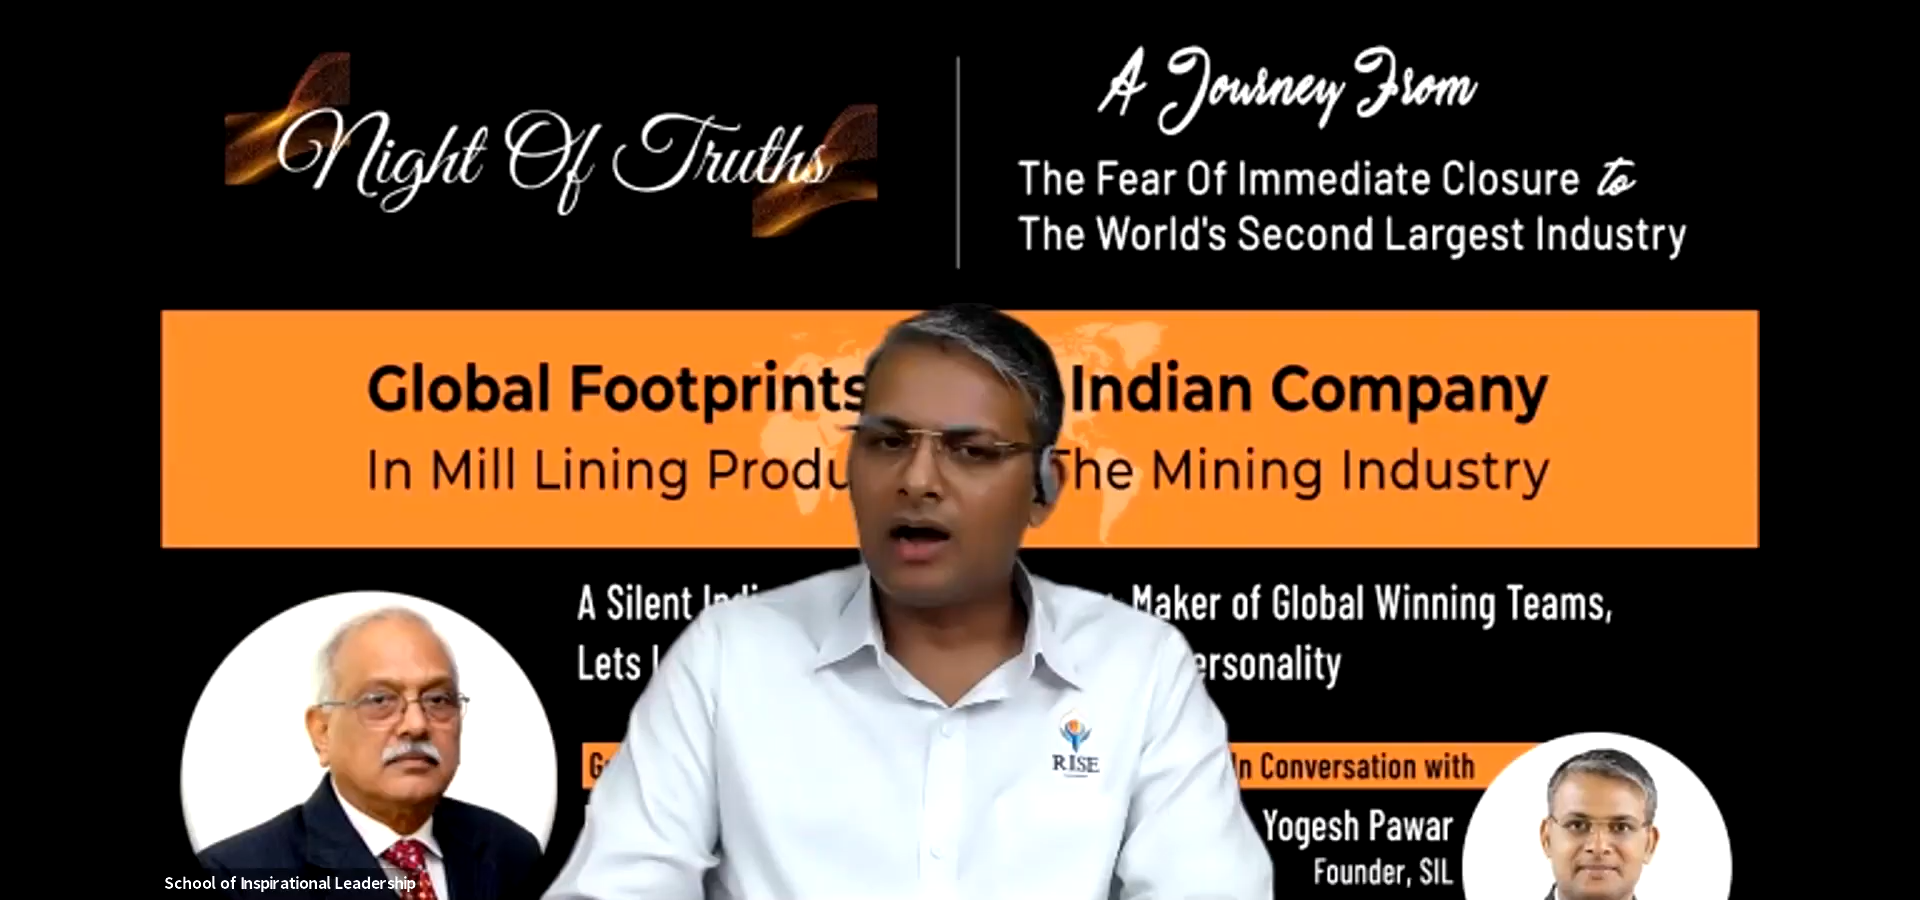 Night Of Truths
A Journey From
The Fear Of Immediate Closure to
The World's Second Largest Industry
Global Footprints Indian Company
In Mill Lining The Mining Industry
A Silent Maker of Global Winning Teams,
Lets
RISE
In Conversation with
Yogesh Pawar
Founder, SIL
School of Inspirational Leadership